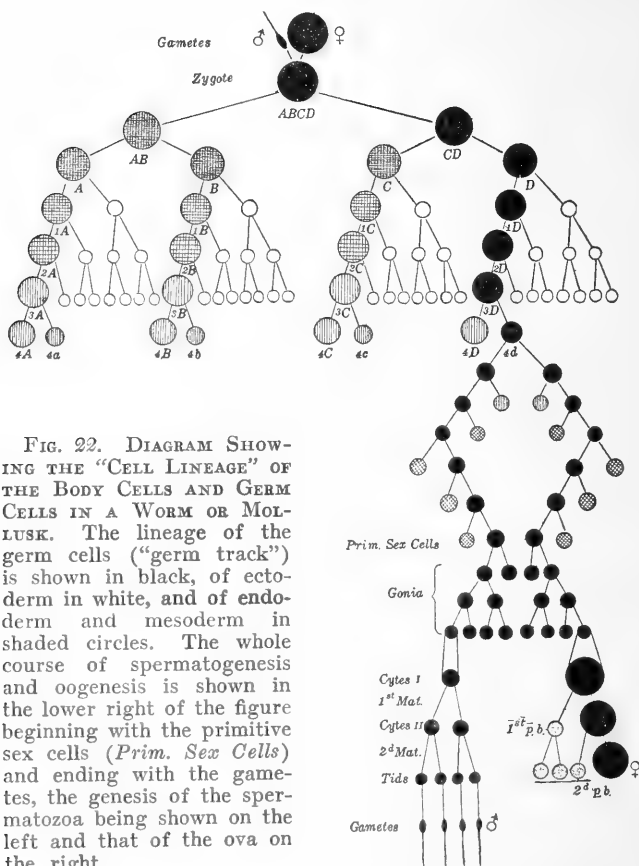 Gametes ♂ ♀
Zygote
ABCD
AB CD
A B C D
1A 1B 1C 1D
2A 2B 2C 2D
3A 3B 3C 3D
4A 4a 4B 4b 4C 4c 4D 4d
FIG. 22. DIAGRAM SHOW-
ING THE "CELL LINEAGE" OF
THE BODY CELLS AND GERM
CELLS IN A WORM OR MOL-
LUSK. The lineage of the
germ cells ("germ track")
is shown in black, of ecto-
derm in white, and of endo-
derm and mesoderm in
shaded circles. The whole
course of spermatogenesis
and oogenesis is shown in
the lower right of the figure
beginning with the primitive
sex cells (Prim. Sex Cells)
and ending with the game-
tes, the genesis of the sper-
matozoa being shown on the
left and that of the ova on
the right.
Prim. Sex Cells
Gonia
Cytes I
1st Mat.
Cytes II 1st p.b.
2d Mat.
Tids ♀
2d p.b.
Gametes ♂